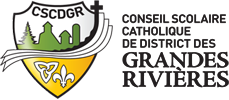 CSCDGR
CONSEIL SCOLAIRE
CATHOLIQUE
DE DISTRICT DES
GRANDES
RIVIÈRES